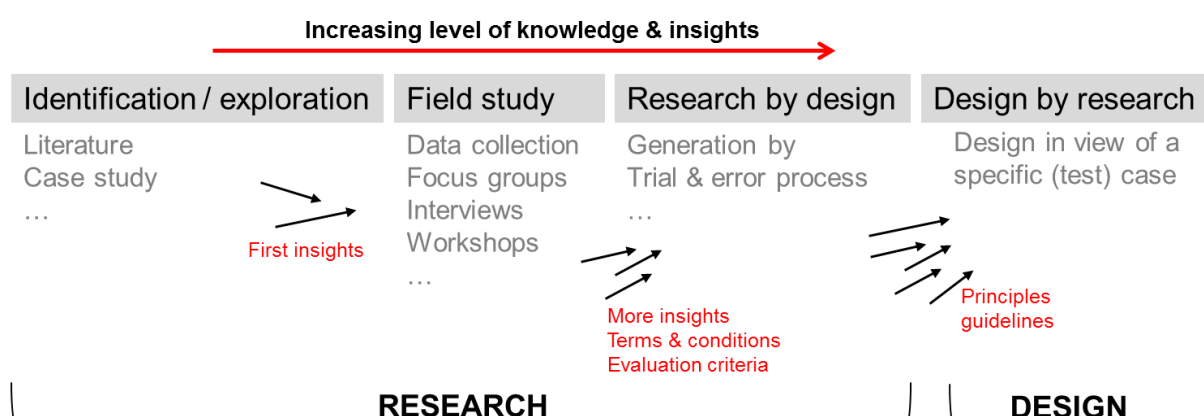 Increasing level of knowledge & insights
Identification / exploration
Literature
Case study
…
First insights
Field study
Data collection
Focus groups
Interviews
Workshops
…
More insights
Terms & conditions
Evaluation criteria
Research by design
Generation by
Trial & error process
…
Design by research
Design in view of a
specific (test) case
Principles
guidelines
RESEARCH
DESIGN